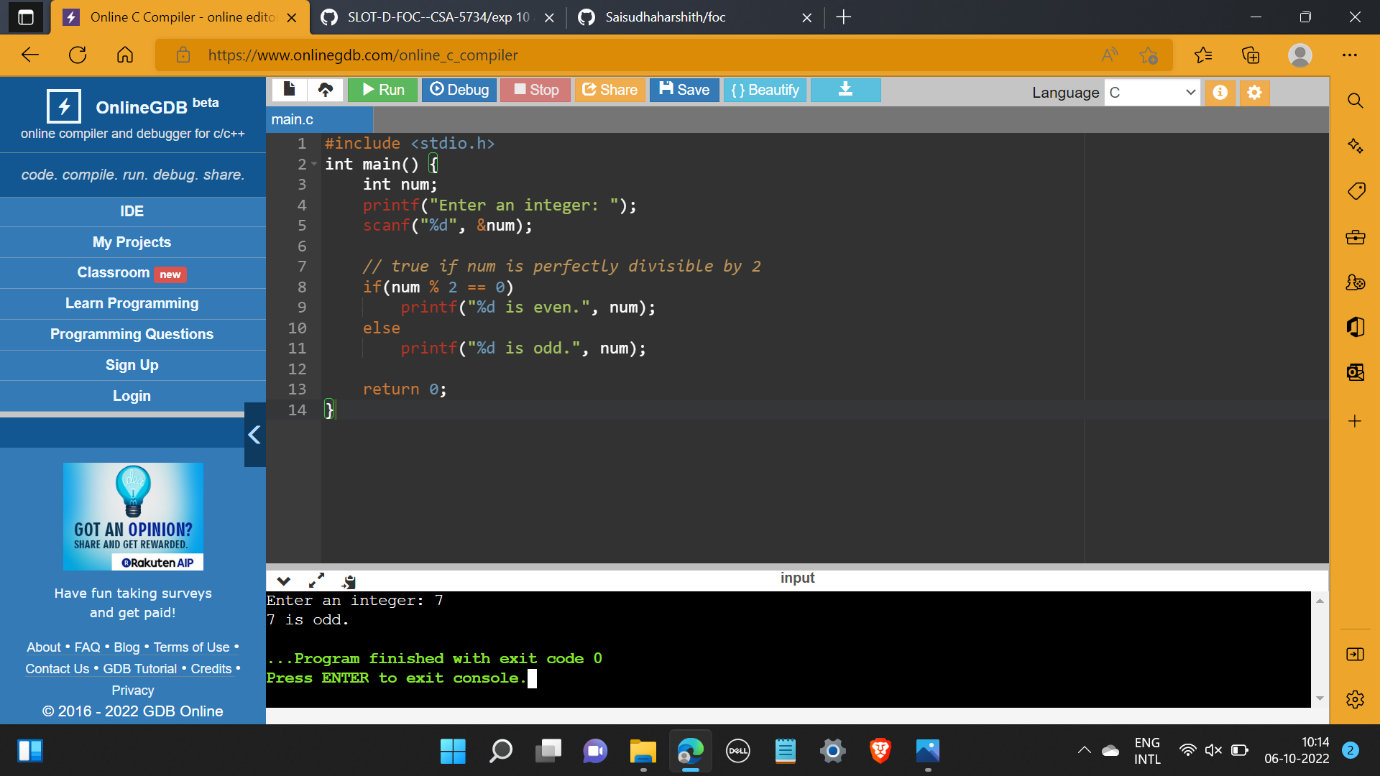 Online C Compiler - online edito
SLOT-D-FOC--CSA-5734/exp 10
Saisudhaharshith/foc
https://www.onlinegdb.com/online_c_compiler
OnlineGDB beta
online compiler and debugger for c/c++
code. compile. run. debug. share.
IDE
My Projects
Classroom new
Learn Programming
Programming Questions
Sign Up
Login
GOT AN OPINION?
SHARE AND GET REWARDED.
Rakuten AIP
Have fun taking surveys
and get paid!
About • FAQ • Blog • Terms of Use •
Contact Us • GDB Tutorial • Credits •
Privacy
© 2016 - 2022 GDB Online
Run Debug Stop Share Save { } Beautify
Language C
main.c
1 #include <stdio.h>
2 int main() {
3 int num;
4 printf("Enter an integer: ");
5 scanf("%d", &num);
6
7 // true if num is perfectly divisible by 2
8 if(num % 2 == 0)
9 printf("%d is even.", num);
10 else
11 printf("%d is odd.", num);
12
13 return 0;
14 }
input
Enter an integer: 7
7 is odd.
...Program finished with exit code 0
Press ENTER to exit console.
DELL
ENG
INTL
10:14
06-10-2022
2